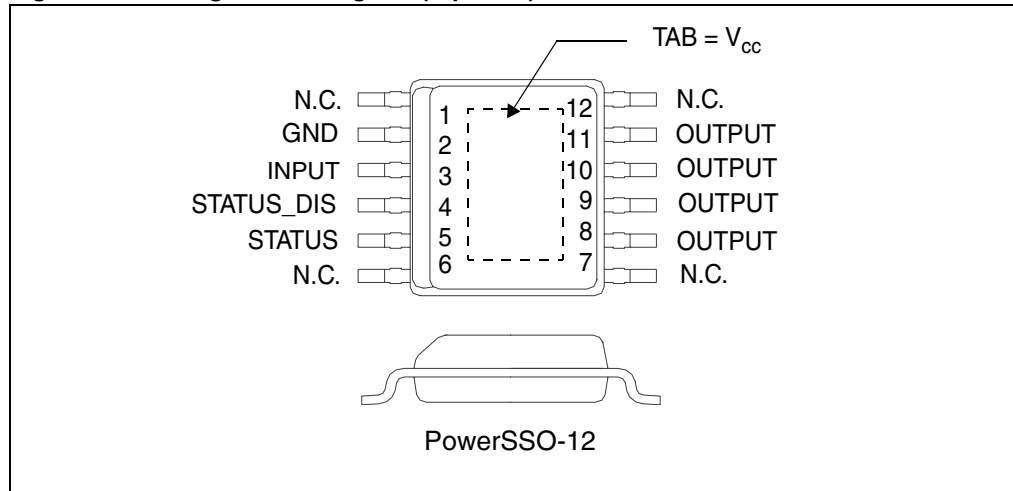 TAB = Vcc
N.C. 1 12 N.C.
GND 2 11 OUTPUT
INPUT 3 10 OUTPUT
STATUS_DIS 4 9 OUTPUT
STATUS 5 8 OUTPUT
N.C. 6 7 N.C.
PowerSSO-12